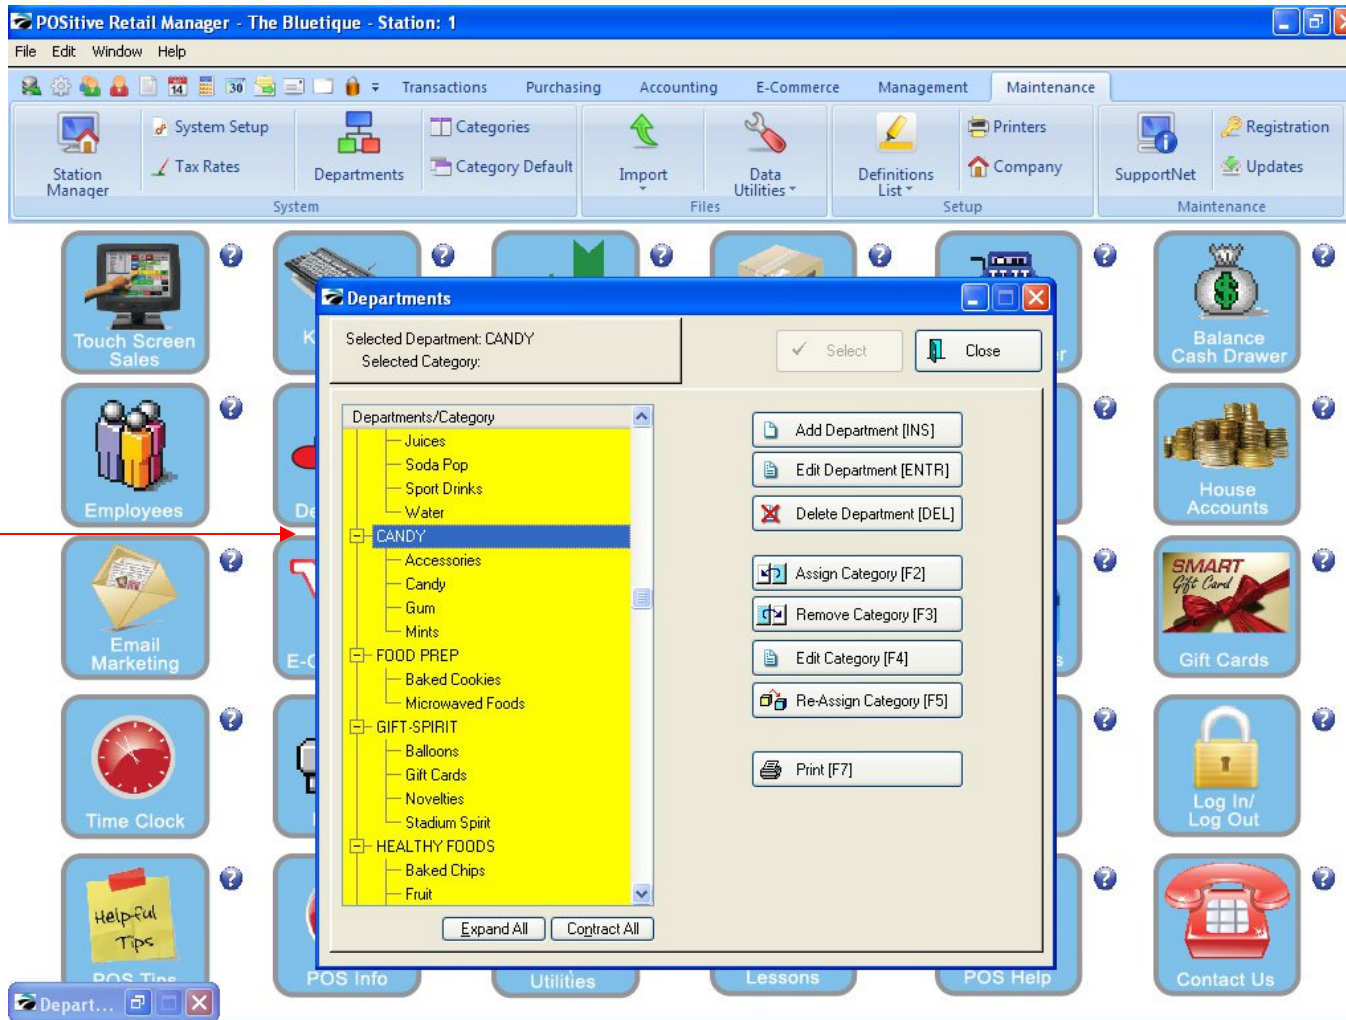 POSitive Retail Manager - The Bluetique - Station: 1
File Edit Window Help
14 30 Transactions Purchasing Accounting E-Commerce Management Maintenance
System Setup Categories Printers Registration
Tax Rates Category Default Company Updates
Station Manager Departments Import Data Utilities Definitions List SupportNet
System Files Setup Maintenance
Touch Screen Sales
Balance Cash Drawer
Departments
Selected Department: CANDY
Selected Category:
Select Close
Departments/Category
Juices
Soda Pop
Sport Drinks
Water
CANDY
Accessories
Candy
Gum
Mints
FOOD PREP
Baked Cookies
Microwaved Foods
GIFT-SPIRIT
Balloons
Gift Cards
Novelties
Stadium Spirit
HEALTHY FOODS
Baked Chips
Fruit
Expand All Contract All
Add Department [INS]
Edit Department [ENTR]
Delete Department [DEL]
Assign Category [F2]
Remove Category [F3]
Edit Category [F4]
Re-Assign Category [F5]
Print [F7]
Employees
House Accounts
Email Marketing
SMART
Gift Card
Gift Cards
Time Clock
Log In/
Log Out
Helpful
Tips
POS Tips
POS Info
Utilities
Lessons
POS Help
Contact Us
Depart...